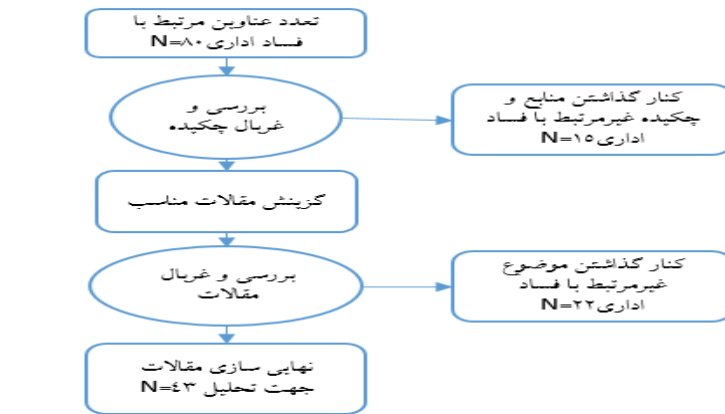 تعدد عناوین مرتبط با
فساد اداری N=۸۰
بررسی و
غربال چکیده
کنار گذاشتن منابع و
چکیده غیرمرتبط با فساد
اداری N=۱۵
گزینش مقالات مناسب
بررسی و غربال
مقالات
کنار گذاشتن موضوع
غیرمرتبط با فساد
اداری N=۲۲
نهایی سازی مقالات
جهت تحلیل N=٤۳